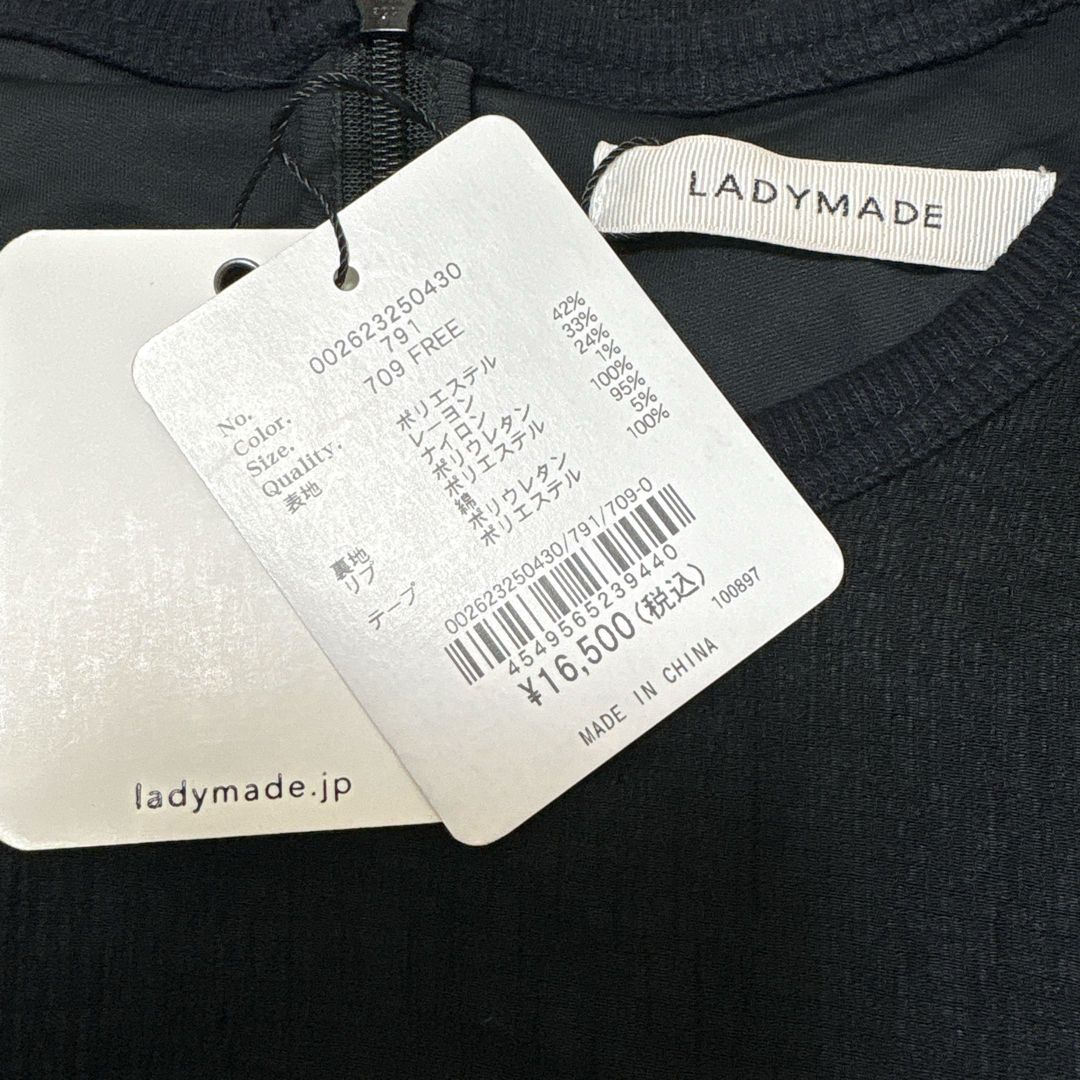 LADYMADE
No. 002623250430
Color. 791
Size. 709 FREE
Quality.
表地 ポリエステル 42%
レーヨン 33%
ナイロン 24%
ポリウレタン 1%
裏地 ポリエステル 100%
リブ 綿 95%
ポリウレタン 5%
テープ ポリエステル 100%
002623250430/791/709-0
4549565239440
¥16,500(税込)
100897
MADE IN CHINA
ladymade.jp